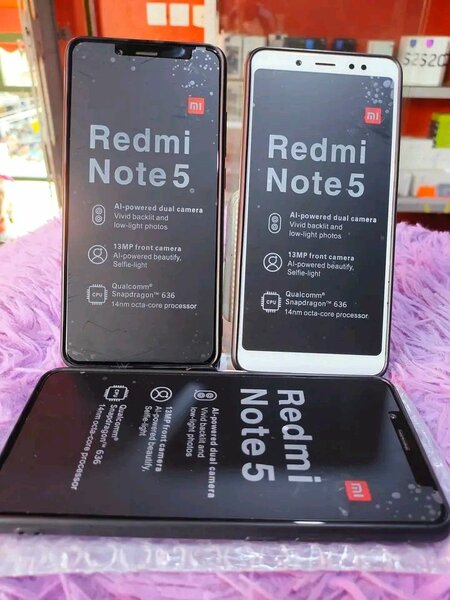 mi
Redmi
Note 5
AI-powered dual camera
Vivid backlit and
low-light photos
13MP front camera
AI-powered beautify,
Selfie-light
CPU
Qualcomm®
Snapdragon™ 636
14nm octa-core processor
mi
Redmi
Note 5
AI-powered dual camera
Vivid backlit and
low-light photos
13MP front camera
AI-powered beautify,
Selfie-light
CPU
Qualcomm®
Snapdragon™ 636
14nm octa-core processor
mi
Redmi
Note 5
AI-powered dual camera
Vivid backlit and
low-light photos
13MP front camera
AI-powered beautify,
Selfie-light
CPU
Qualcomm®
Snapdragon™ 636
14nm octa-core processor